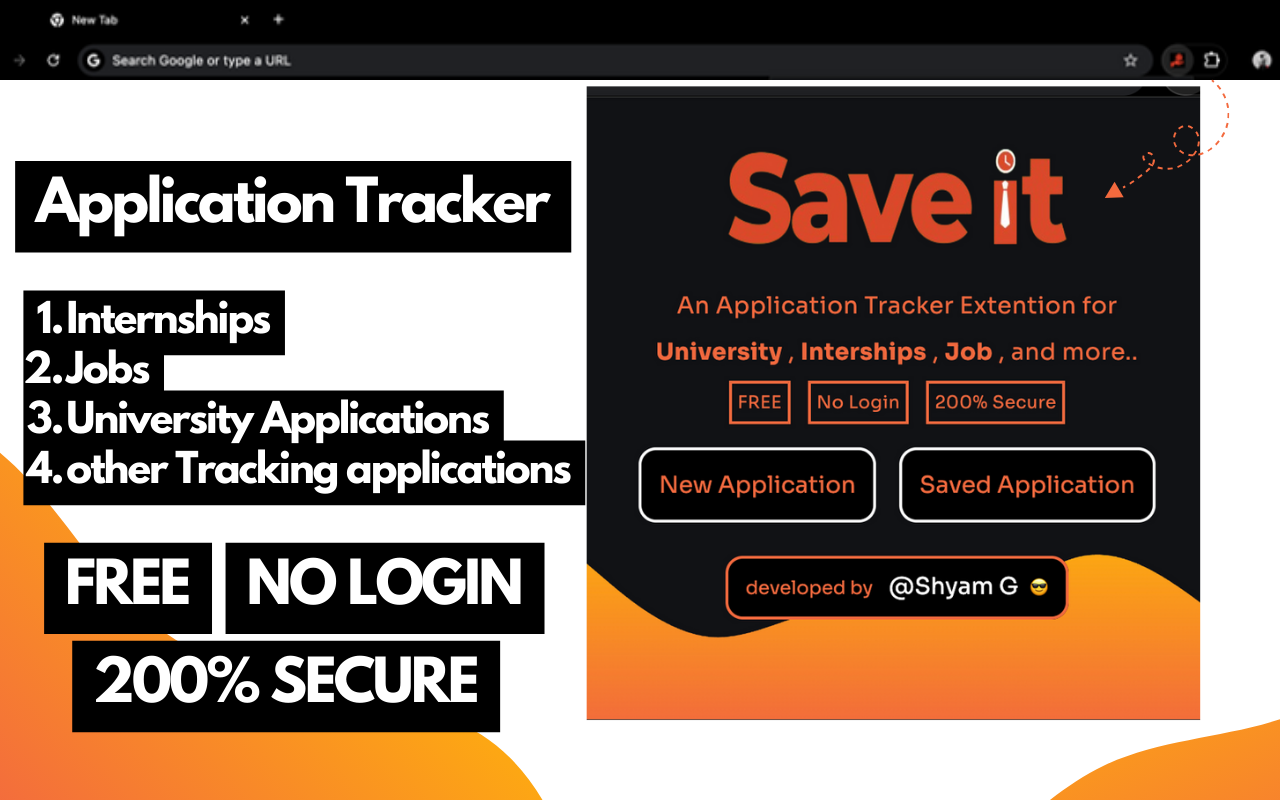 New Tab
Search Google or type a URL
Application Tracker
1. Internships
2. Jobs
3. University Applications
4. other Tracking applications
FREE NO LOGIN
200% SECURE
Save it
An Application Tracker Extention for
University , Interships , Job , and more..
FREE No Login 200% Secure
New Application Saved Application
developed by @Shyam G 😎